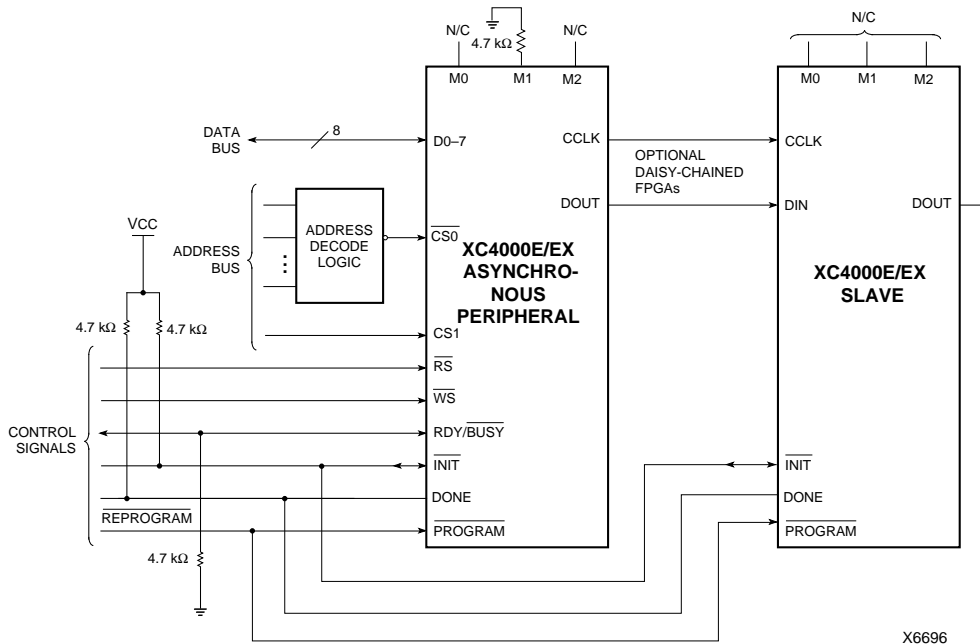 N/C
4.7 kΩ
N/C
N/C
M0
M1
M2
M0
M1
M2
DATA
BUS
8
D0–7
CCLK
CCLK
OPTIONAL
DAISY-CHAINED
FPGAs
DOUT
DIN
DOUT
VCC
ADDRESS
BUS
ADDRESS
DECODE
LOGIC
CS0
XC4000E/EX
ASYNCHRO-
NOUS
PERIPHERAL
XC4000E/EX
SLAVE
4.7 kΩ
4.7 kΩ
CS1
RS
WS
CONTROL
SIGNALS
RDY/BUSY
INIT
INIT
DONE
DONE
REPROGRAM
PROGRAM
PROGRAM
4.7 kΩ
X6696